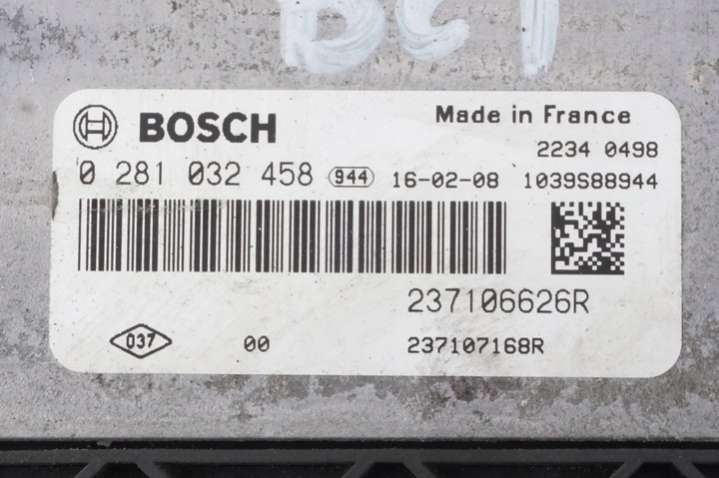 BOSCH
Made in France
2234 0498
0 281 032 458 944 16-02-08 1039S88944
237106626R
037 00 237107168R